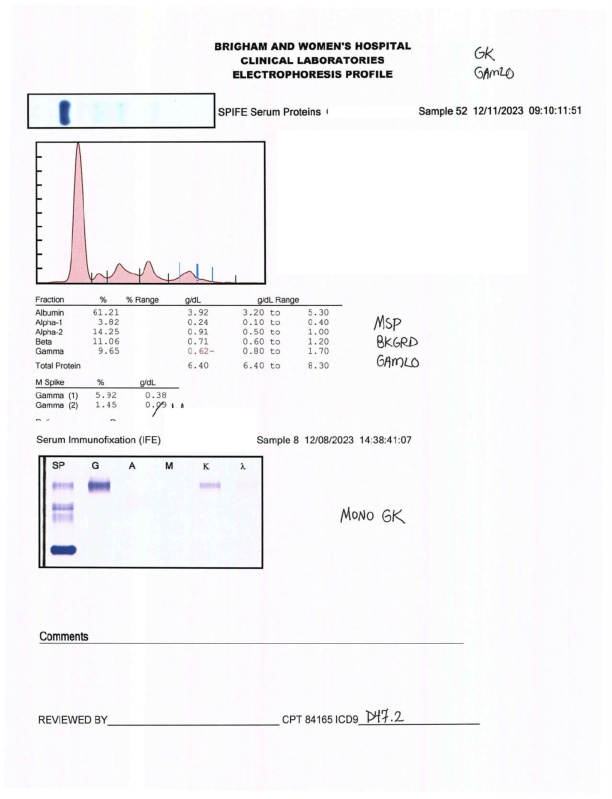 BRIGHAM AND WOMEN'S HOSPITAL
CLINICAL LABORATORIES
ELECTROPHORESIS PROFILE
GK
GAMLO
SPIFE Serum Proteins
Sample 52 12/11/2023 09:10:11:51
Fraction % % Range g/dL g/dL Range
Albumin 61.21 3.92 3.20 to 5.30
Alpha-1 3.82 0.24 0.10 to 0.40
Alpha-2 14.25 0.91 0.50 to 1.00
Beta 11.06 0.71 0.60 to 1.20
Gamma 9.65 0.62- 0.80 to 1.70
Total Protein 6.40 6.40 to 8.30
MSP
BKGRD
GAMLO
M Spike % g/dL
Gamma (1) 5.92 0.38
Gamma (2) 1.45 0.09
Serum Immunofixation (IFE) Sample 8 12/08/2023 14:38:41:07
SP G A M K λ
MONO GK
Comments
REVIEWED BY CPT 84165 ICD9 D47.2